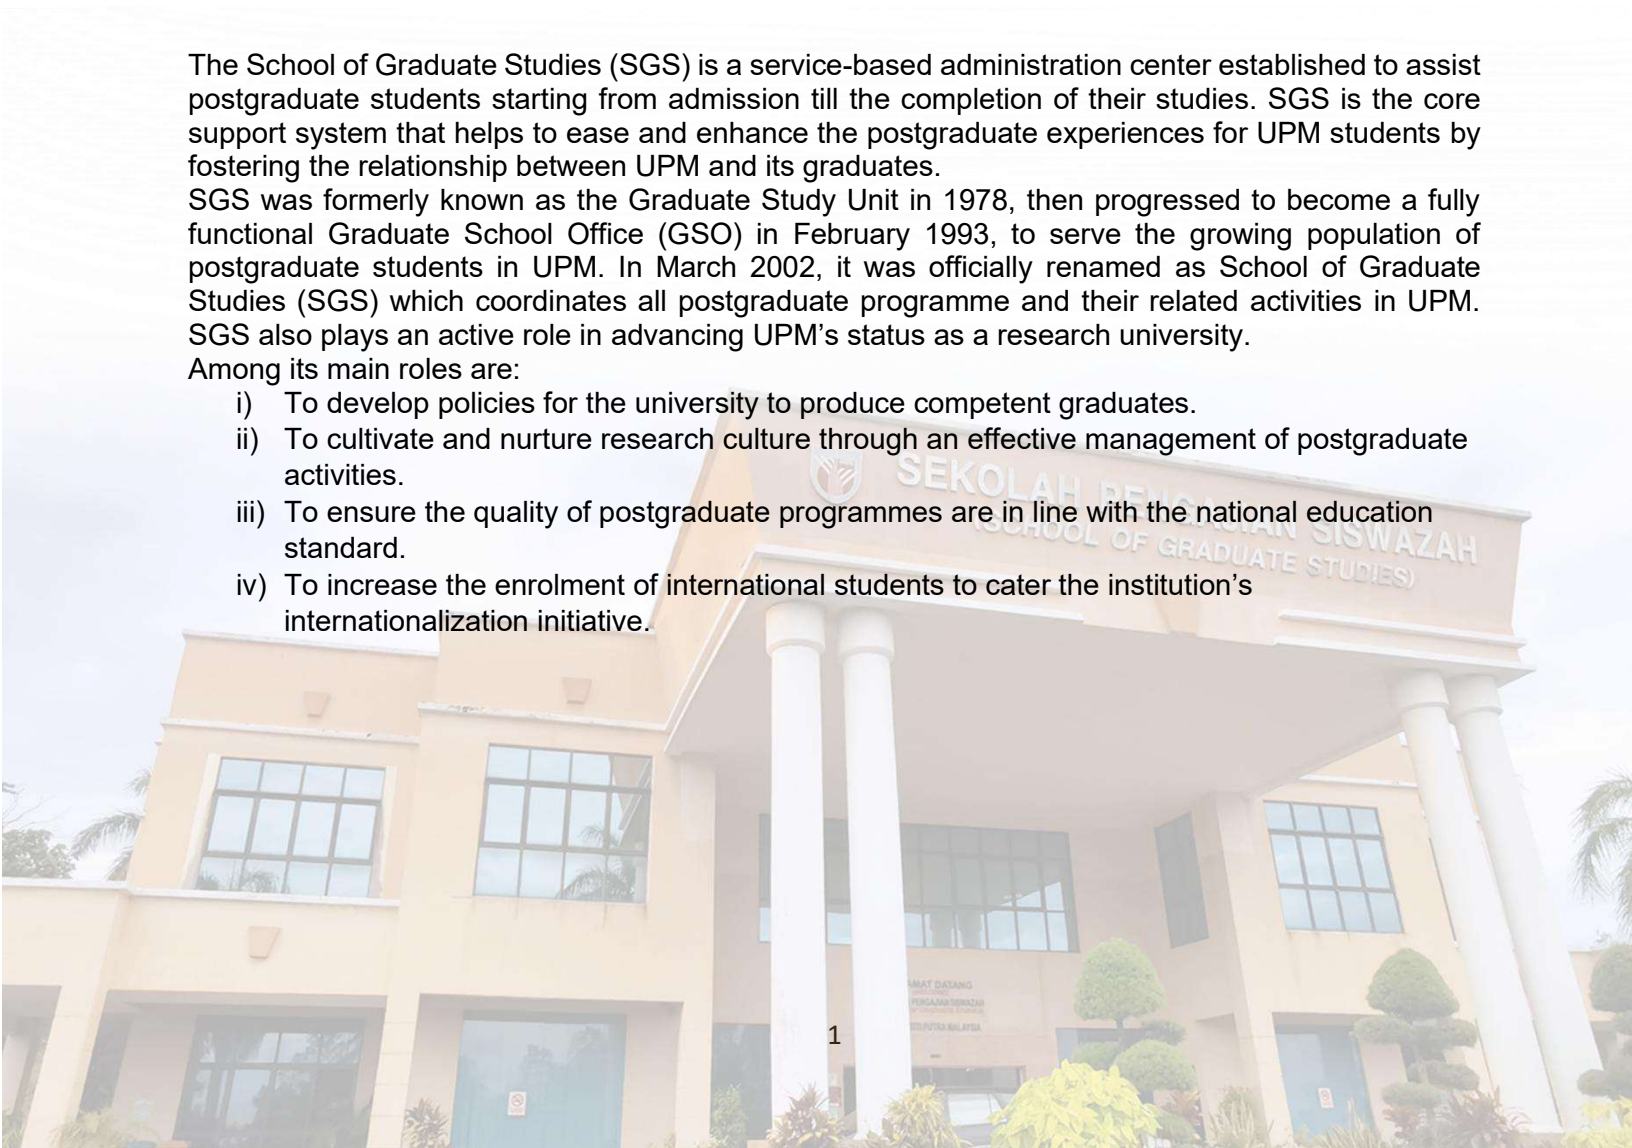 The School of Graduate Studies (SGS) is a service-based administration center established to assist
postgraduate students starting from admission till the completion of their studies. SGS is the core
support system that helps to ease and enhance the postgraduate experiences for UPM students by
fostering the relationship between UPM and its graduates.
SGS was formerly known as the Graduate Study Unit in 1978, then progressed to become a fully
functional Graduate School Office (GSO) in February 1993, to serve the growing population of
postgraduate students in UPM. In March 2002, it was officially renamed as School of Graduate
Studies (SGS) which coordinates all postgraduate programme and their related activities in UPM.
SGS also plays an active role in advancing UPM’s status as a research university.
Among its main roles are:
i) To develop policies for the university to produce competent graduates.
ii) To cultivate and nurture research culture through an effective management of postgraduate
activities.
iii) To ensure the quality of postgraduate programmes are in line with the national education
standard.
iv) To increase the enrolment of international students to cater the institution’s
internationalization initiative.
SEKOLAH PENGAJIAN SISWAZAH
(SCHOOL OF GRADUATE STUDIES)
AMAT DATANG
PENGAJIAN SISWAZAH
PUTRA MALAYSIA
1